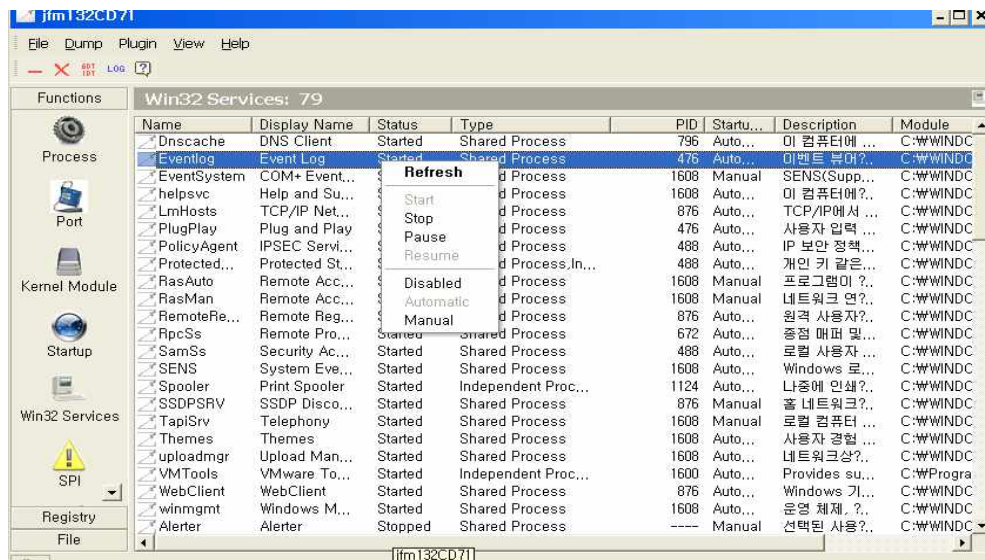 jfm132CD71
File Dump Plugin View Help
GDT IDT LOG
Functions
Process
Port
Kernel Module
Startup
Win32 Services
SPI
Registry
File
Win32 Services: 79
Name Display Name Status Type PID Startu... Description Module
Dnscache DNS Client Started Shared Process 796 Auto... 이 컴퓨터에 ... C:₩WINDC
Eventlog Event Log Started Shared Process 476 Auto... 이벤트 뷰어?.. C:₩WINDC
EventSystem COM+ Event... d Process 1608 Manual SENS(Supp... C:₩WINDC
helpsvc Help and Su... d Process 1608 Auto... 이 컴퓨터에?.. C:₩WINDC
LmHosts TCP/IP Net... d Process 876 Auto... TCP/IP에서 ... C:₩WINDC
PlugPlay Plug and Play d Process 476 Auto... 사용자 입력 ... C:₩WINDC
PolicyAgent IPSEC Servi... d Process 488 Auto... IP 보안 정책... C:₩WINDC
Protected... Protected St... d Process,In... 488 Auto... 개인 키 같은... C:₩WINDC
RasAuto Remote Acc... d Process 1608 Manual 프로그램이 ?.. C:₩WINDC
RasMan Remote Acc... d Process 1608 Manual 네트워크 연?.. C:₩WINDC
RemoteRe... Remote Reg... d Process 876 Auto... 원격 사용자?.. C:₩WINDC
RpcSs Remote Pro... Started Shared Process 672 Auto... 종점 매퍼 및... C:₩WINDC
SamSs Security Ac... Started Shared Process 488 Auto... 로컬 사용자 ... C:₩WINDC
SENS System Eve... Started Shared Process 1608 Auto... Windows 로... C:₩WINDC
Spooler Print Spooler Started Independent Proc... 1124 Auto... 나중에 인쇄?.. C:₩WINDC
SSDPSRV SSDP Disco... Started Shared Process 876 Manual 홈 네트워크?.. C:₩WINDC
TapiSrv Telephony Started Shared Process 1608 Manual 로컬 컴퓨터 ... C:₩WINDC
Themes Themes Started Shared Process 1608 Auto... 사용자 경험 ... C:₩WINDC
uploadmgr Upload Man... Started Shared Process 1608 Auto... 네트워크상?.. C:₩WINDC
VMTools VMware To... Started Independent Proc... 1600 Auto... Provides su... C:₩Progra
WebClient WebClient Started Shared Process 876 Auto... Windows 기... C:₩WINDC
winmgmt Windows M... Started Shared Process 1608 Auto... 운영 체제, ?.. C:₩WINDC
Alerter Alerter Stopped Shared Process ---- Manual 선택된 사용?.. C:₩WINDC
Refresh
Start
Stop
Pause
Resume
Disabled
Automatic
Manual
[jfm132CD71]